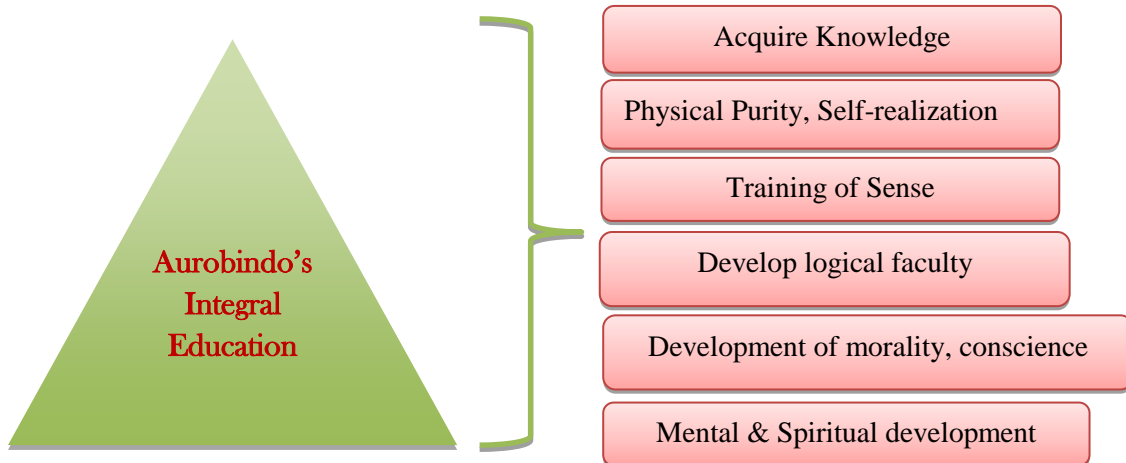 Aurobindo's
Integral
Education
Acquire Knowledge
Physical Purity, Self-realization
Training of Sense
Develop logical faculty
Development of morality, conscience
Mental & Spiritual development